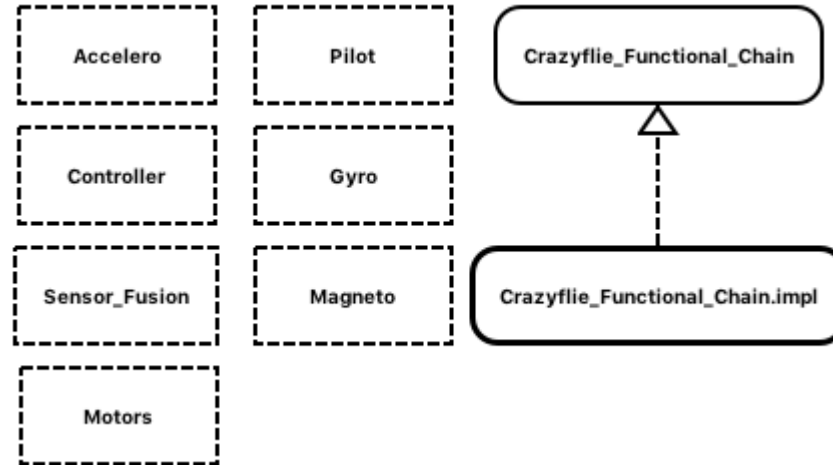 Accelero
Pilot
Crazyflie_Functional_Chain
Controller
Gyro
Sensor_Fusion
Magneto
Crazyflie_Functional_Chain.impl
Motors